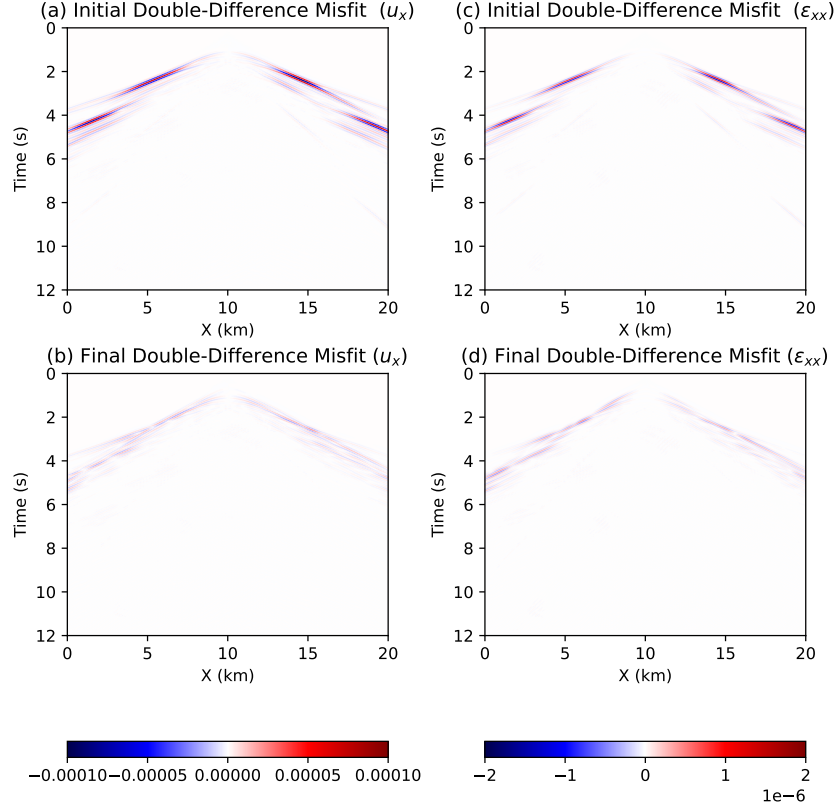 (a) Initial Double-Difference Misfit (u_x)
(c) Initial Double-Difference Misfit (ε_xx)
0
2
4
6
8
10
12
Time (s)
0 5 10 15 20
X (km)
0
2
4
6
8
10
12
Time (s)
0 5 10 15 20
X (km)
(b) Final Double-Difference Misfit (u_x)
(d) Final Double-Difference Misfit (ε_xx)
0
2
4
6
8
10
12
Time (s)
0 5 10 15 20
X (km)
0
2
4
6
8
10
12
Time (s)
0 5 10 15 20
X (km)
−0.00010 −0.00005 0.00000 0.00005 0.00010
−2 −1 0 1 2
1e−6